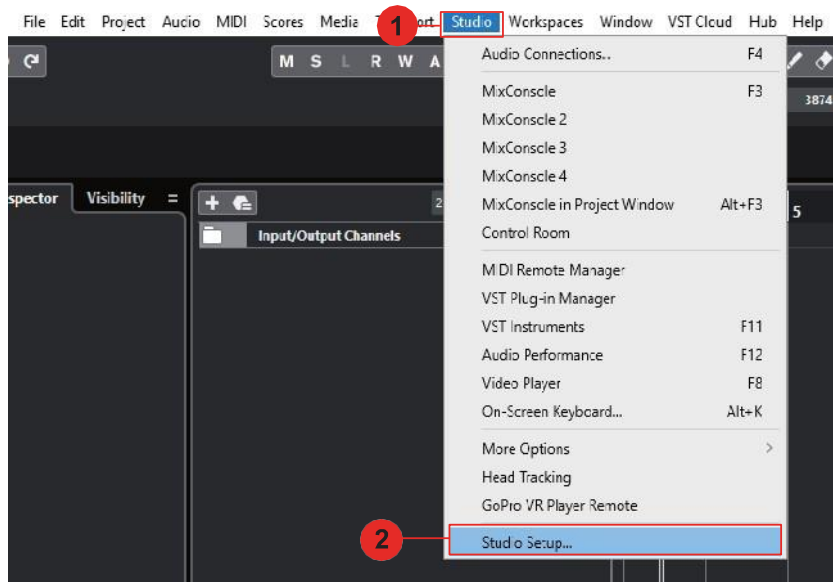 File Edit Project Audio MIDI Scores Media Studio Workspaces Window VST Cloud Hub Help
1
M S L R W A
3874
Visibility
2
5
Input/Output Channels
Audio Connections... F4
MixConsole F3
MixConsole 2
MixConsole 3
MixConsole 4
MixConsole in Project Window Alt+F3
Control Room
MIDI Remote Manager
VST Plug-in Manager
VST Instruments F11
Audio Performance F12
Video Player F8
On-Screen Keyboard... Alt+K
More Options >
Head Tracking
GoPro VR Player Remote
2
Studio Setup...